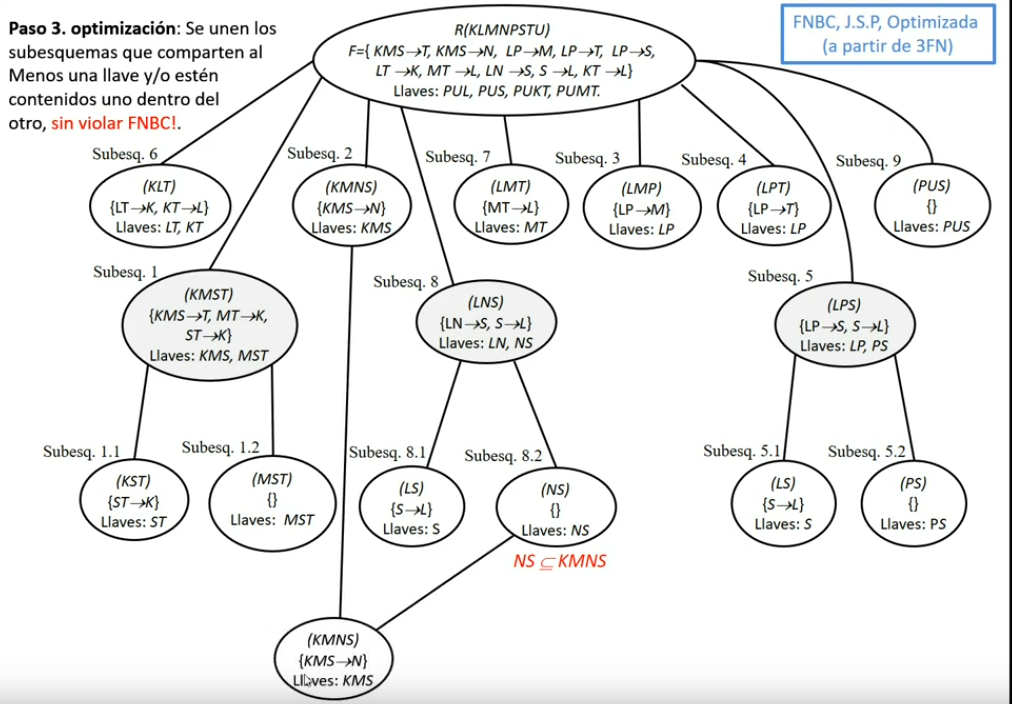 Paso 3. optimización: Se unen los
subesquemas que comparten al
Menos una llave y/o estén
contenidos uno dentro del
otro, sin violar FNBC!.
R(KLMNPSTU)
F={ KMS→T, KMS→N, LP→M, LP→T, LP→S,
LT →K, MT →L, LN →S, S →L, KT →L}
Llaves: PUL, PUS, PUKT, PUMT.
FNBC, J.S.P, Optimizada
(a partir de 3FN)
Subesq. 6
(KLT)
{LT→K, KT→L}
Llaves: LT, KT
Subesq. 2
(KMNS)
{KMS→N}
Llaves: KMS
Subesq. 7
(LMT)
{MT→L}
Llaves: MT
Subesq. 3
(LMP)
{LP→M}
Llaves: LP
Subesq. 4
(LPT)
{LP→T}
Llaves: LP
Subesq. 9
(PUS)
{}
Llaves: PUS
Subesq. 1
(KMST)
{KMS→T, MT→K,
ST→K}
Llaves: KMS, MST
Subesq. 8
(LNS)
{LN→S, S→L}
Llaves: LN, NS
Subesq. 5
(LPS)
{LP→S, S→L}
Llaves: LP, PS
Subesq. 1.1
(KST)
{ST→K}
Llaves: ST
Subesq. 1.2
(MST)
{}
Llaves: MST
Subesq. 8.1
(LS)
{S→L}
Llaves: S
Subesq. 8.2
(NS)
{}
Llaves: NS
NS ⊆ KMNS
Subesq. 5.1
(LS)
{S→L}
Llaves: S
Subesq. 5.2
(PS)
{}
Llaves: PS
(KMNS)
{KMS→N}
Llaves: KMS